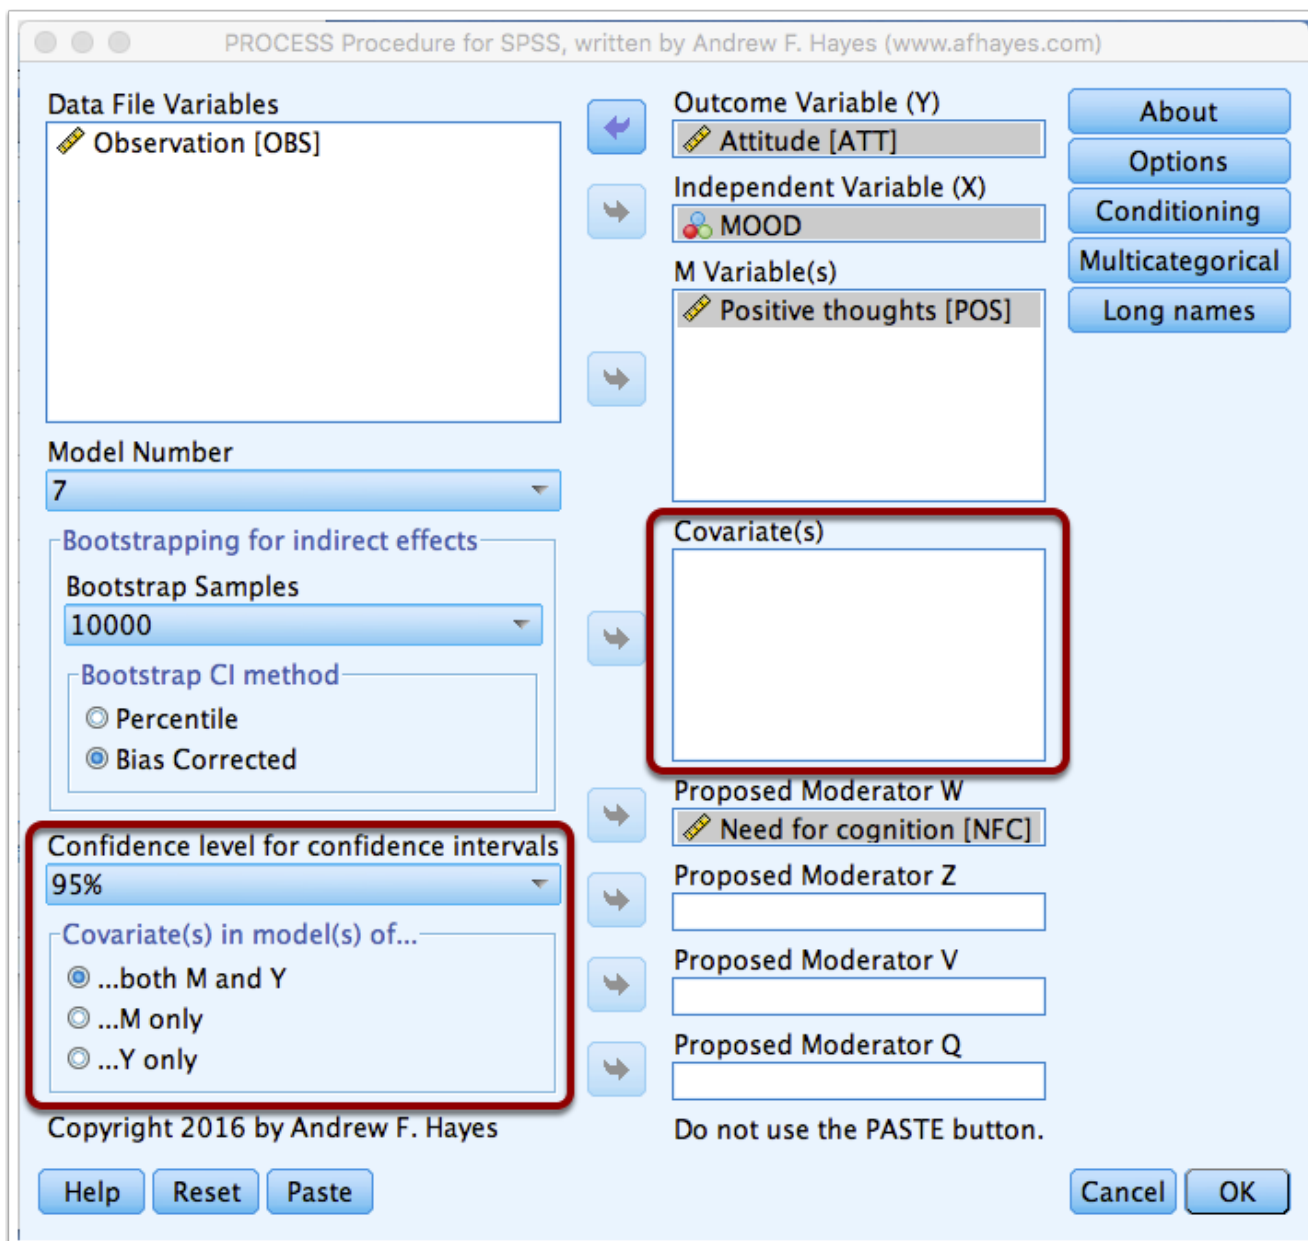 PROCESS Procedure for SPSS, written by Andrew F. Hayes (www.afhayes.com)
Data File Variables
Observation [OBS]
Model Number
7
Bootstrapping for indirect effects
Bootstrap Samples
10000
Bootstrap CI method
Percentile
Bias Corrected
Confidence level for confidence intervals
95%
Covariate(s) in model(s) of...
...both M and Y
...M only
...Y only
Copyright 2016 by Andrew F. Hayes
Outcome Variable (Y)
Attitude [ATT]
Independent Variable (X)
MOOD
M Variable(s)
Positive thoughts [POS]
Covariate(s)
Proposed Moderator W
Need for cognition [NFC]
Proposed Moderator Z
Proposed Moderator V
Proposed Moderator Q
Do not use the PASTE button.
About
Options
Conditioning
Multicategorical
Long names
Help
Reset
Paste
Cancel
OK